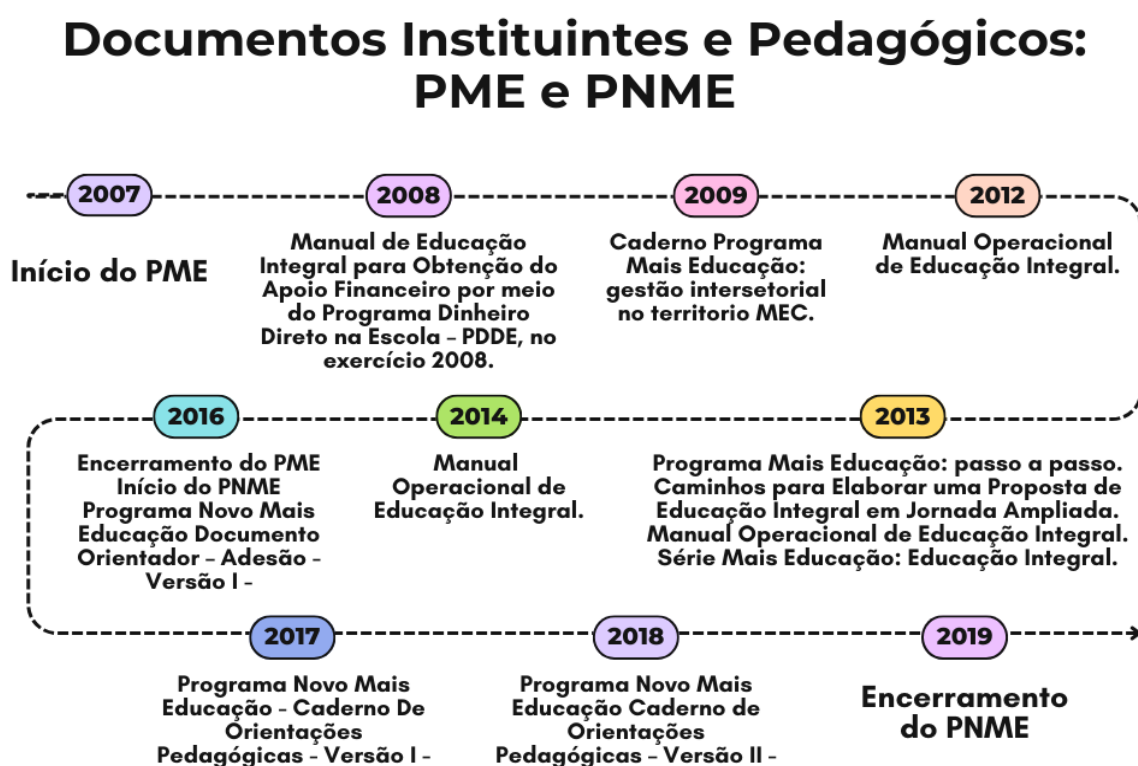 Documentos Instituintes e Pedagógicos:
PME e PNME
2007
Início do PME
2008
Manual de Educação
Integral para Obtenção do
Apoio Financeiro por meio
do Programa Dinheiro
Direto na Escola – PDDE, no
exercício 2008.
2009
Caderno Programa
Mais Educação:
gestão intersetorial
no territorio MEC.
2012
Manual Operacional
de Educação Integral.
2013
Programa Mais Educação: passo a passo.
Caminhos para Elaborar uma Proposta de
Educação Integral em Jornada Ampliada.
Manual Operacional de Educação Integral.
Série Mais Educação: Educação Integral.
2014
Manual
Operacional de
Educação Integral.
2016
Encerramento do PME
Início do PNME
Programa Novo Mais
Educação Documento
Orientador – Adesão -
Versão I -
2017
Programa Novo Mais
Educação - Caderno De
Orientações
Pedagógicas - Versão I -
2018
Programa Novo Mais
Educação Caderno de
Orientações
Pedagógicas – Versão II -
2019
Encerramento
do PNME